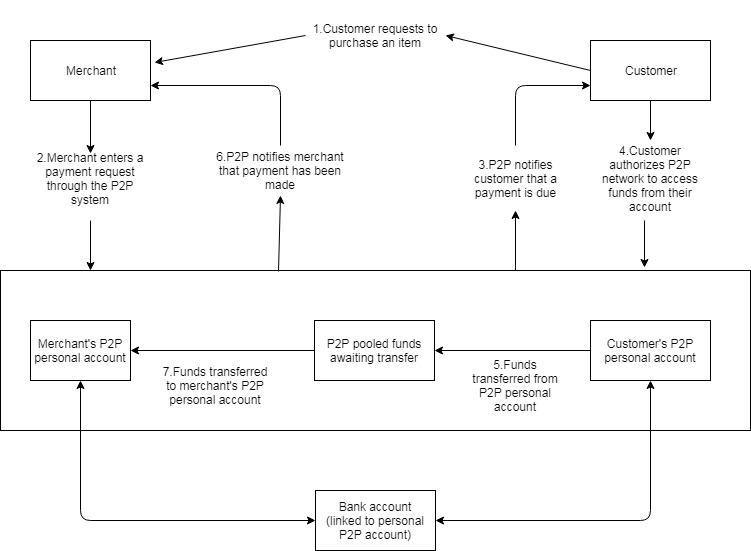 1.Customer requests to
purchase an item
Merchant
Customer
2.Merchant enters a
payment request
through the P2P
system
6.P2P notifies merchant
that payment has been
made
3.P2P notifies
customer that a
payment is due
4.Customer
authorizes P2P
network to access
funds from their
account
Merchant's P2P
personal account
P2P pooled funds
awaiting transfer
Customer's P2P
personal account
7.Funds transferred
to merchant's P2P
personal account
5.Funds
transferred from
P2P personal
account
Bank account
(linked to personal
P2P account)